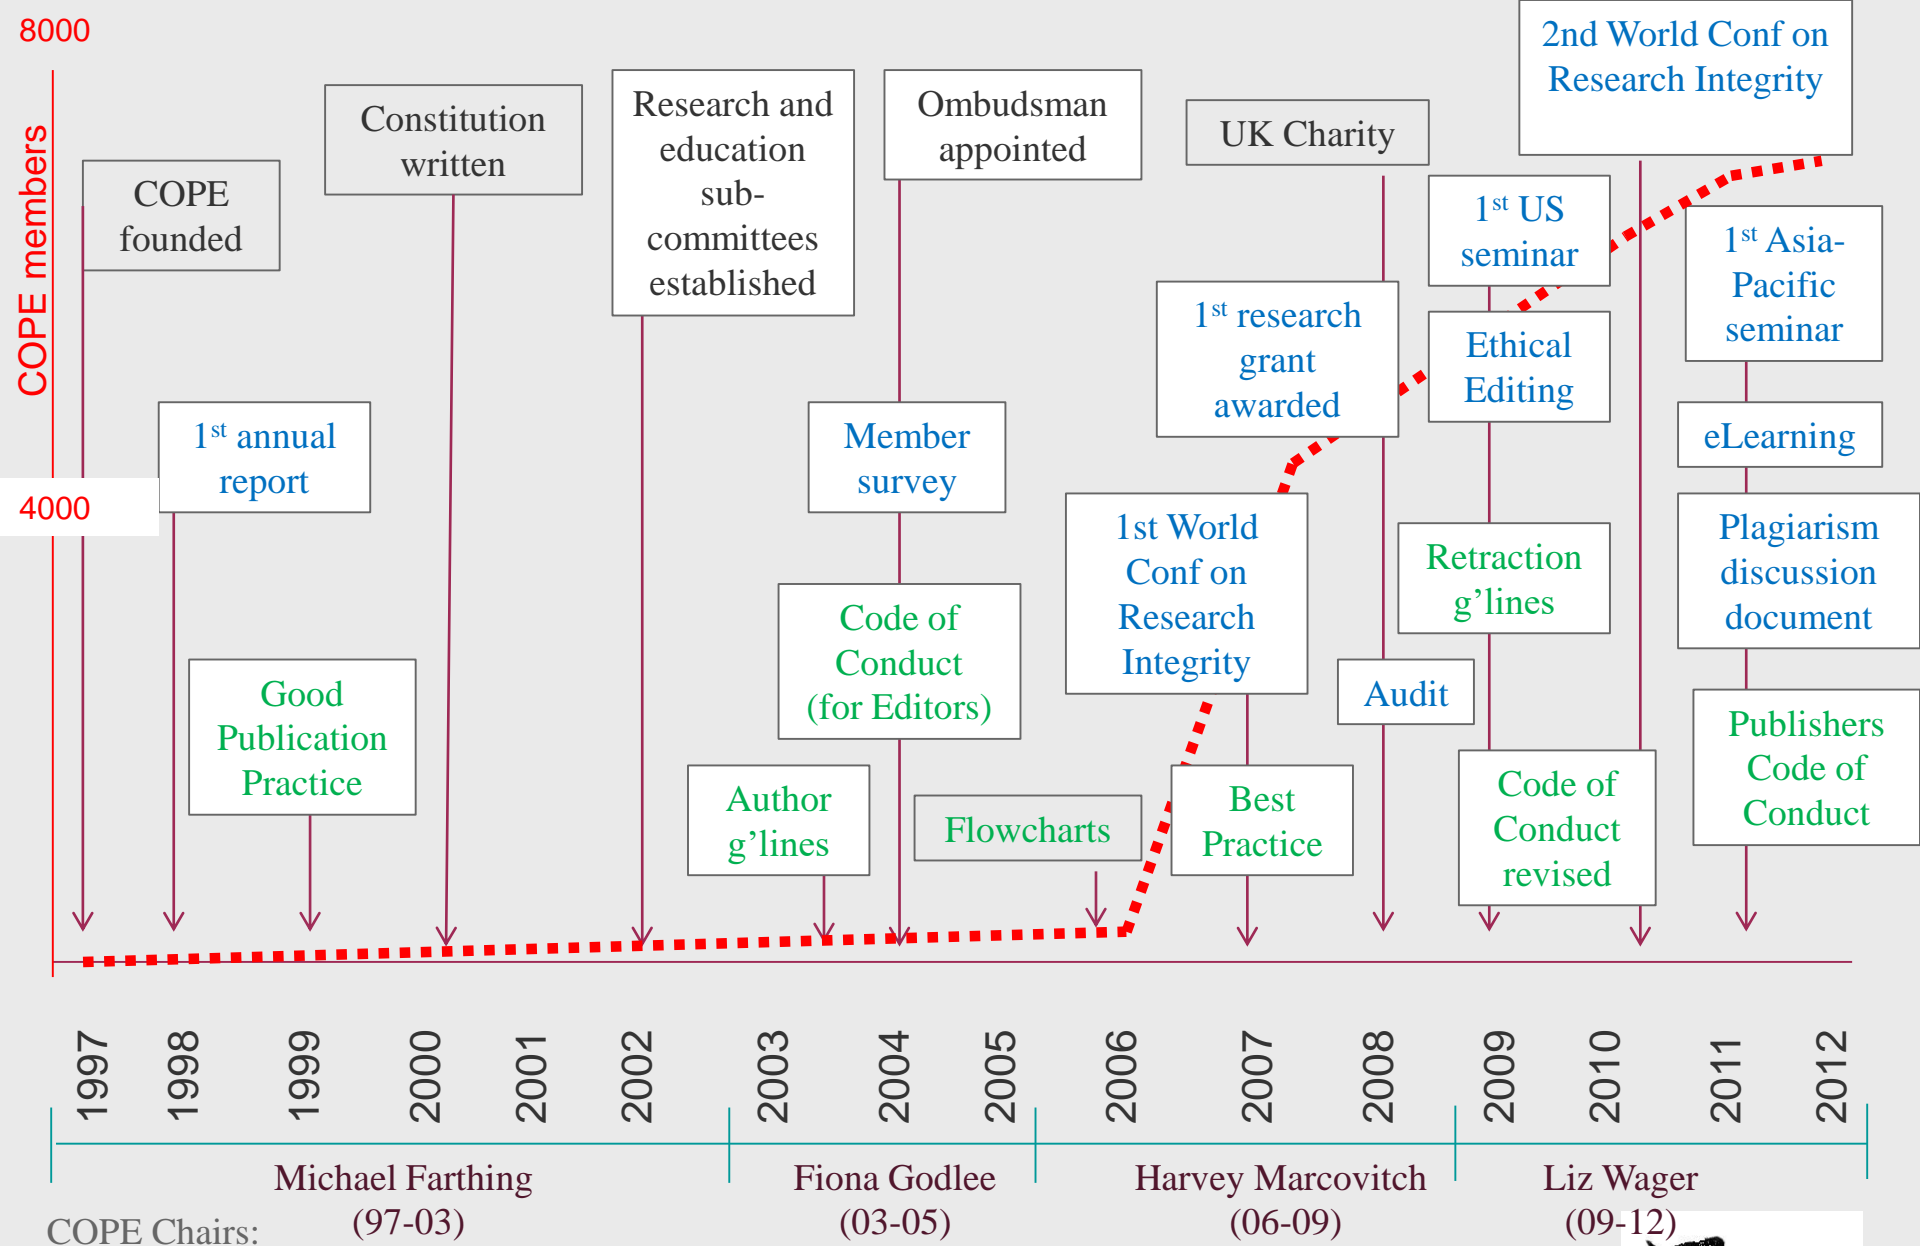 8000
COPE members
4000
COPE
founded
1st annual
report
Good
Publication
Practice
Constitution
written
Research and
education
sub-
committees
established
Ombudsman
appointed
Member
survey
Code of
Conduct
(for Editors)
Author
g’lines
Flowcharts
1st World
Conf on
Research
Integrity
Best
Practice
UK Charity
1st research
grant
awarded
Audit
1st US
seminar
Ethical
Editing
Retraction
g’lines
2nd World Conf on
Research Integrity
Code of
Conduct
revised
1st Asia-
Pacific
seminar
eLearning
Plagiarism
discussion
document
Publishers
Code of
Conduct
1997
1998
1999
2000
2001
2002
2003
2004
2005
2006
2007
2008
2009
2010
2011
2012
COPE Chairs:
Michael Farthing
(97-03)
Fiona Godlee
(03-05)
Harvey Marcovitch
(06-09)
Liz Wager
(09-12)